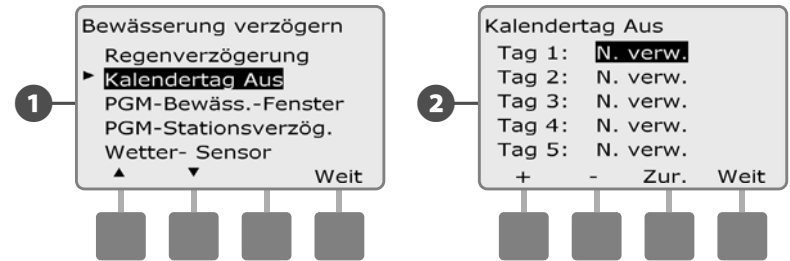 1
Bewässerung verzögern
Regenverzögerung
► Kalendertag Aus
PGM-Bewäss.-Fenster
PGM-Stationsverzög.
Wetter- Sensor
▲ ▼ Weit
2
Kalendertag Aus
Tag 1: N. verw.
Tag 2: N. verw.
Tag 3: N. verw.
Tag 4: N. verw.
Tag 5: N. verw.
+ - Zur. Weit